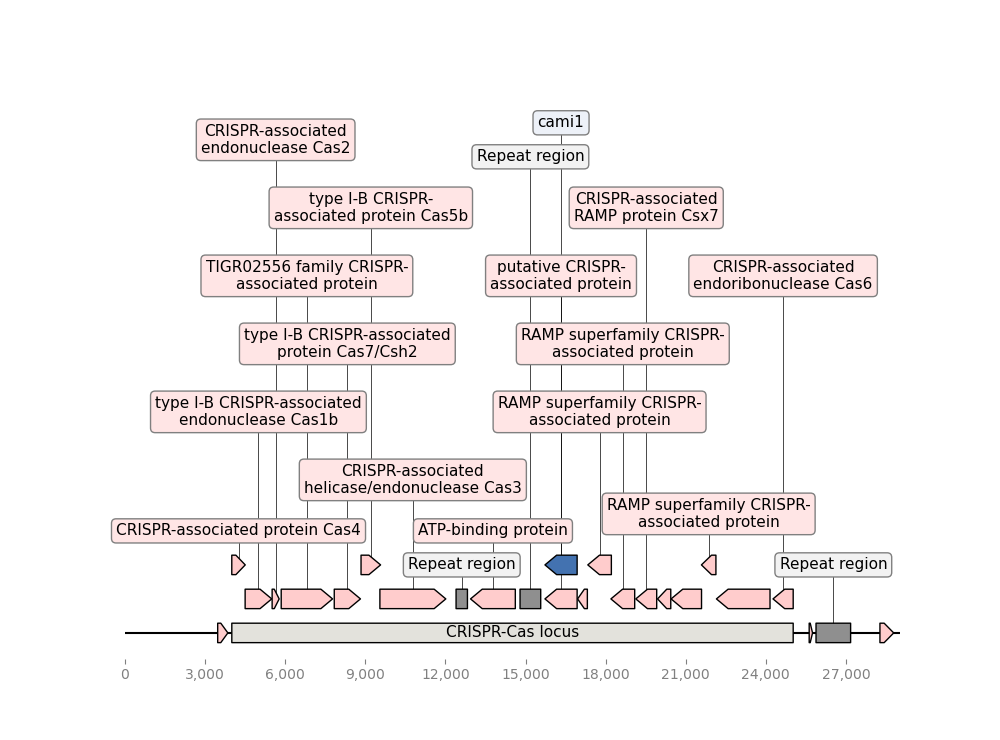 cami1
CRISPR-associated
endonuclease Cas2
Repeat region
type I-B CRISPR-
associated protein Cas5b
CRISPR-associated
RAMP protein Csx7
TIGR02556 family CRISPR-
associated protein
putative CRISPR-
associated protein
CRISPR-associated
endoribonuclease Cas6
type I-B CRISPR-associated
protein Cas7/Csh2
RAMP superfamily CRISPR-
associated protein
type I-B CRISPR-associated
endonuclease Cas1b
RAMP superfamily CRISPR-
associated protein
CRISPR-associated
helicase/endonuclease Cas3
RAMP superfamily CRISPR-
associated protein
CRISPR-associated protein Cas4
ATP-binding protein
Repeat region
Repeat region
CRISPR-Cas locus
0
3,000
6,000
9,000
12,000
15,000
18,000
21,000
24,000
27,000